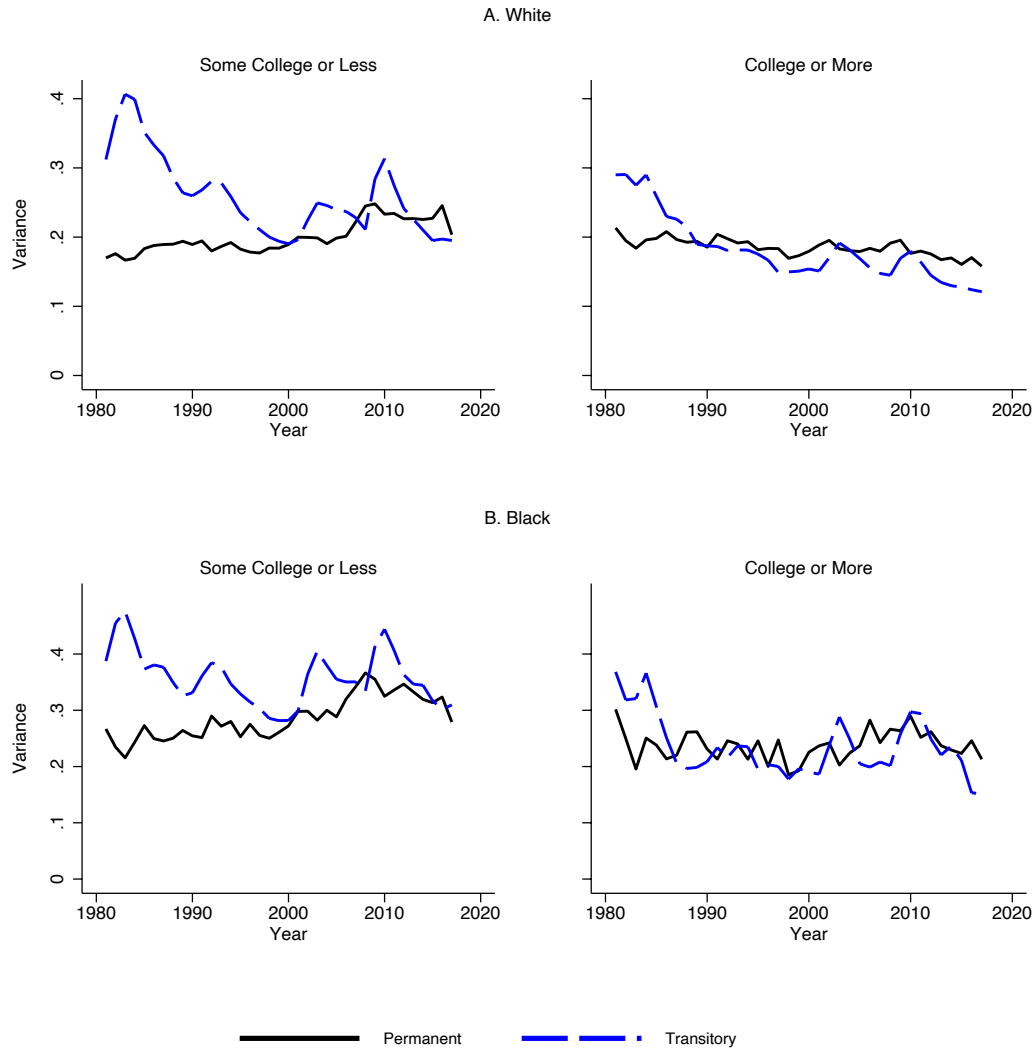 A. White
Some College or Less
College or More
Variance
.4
.3
.2
.1
0
1980 1990 2000 2010 2020
Year
1980 1990 2000 2010 2020
Year
B. Black
Some College or Less
College or More
Variance
.4
.3
.2
.1
0
1980 1990 2000 2010 2020
Year
1980 1990 2000 2010 2020
Year
Permanent Transitory